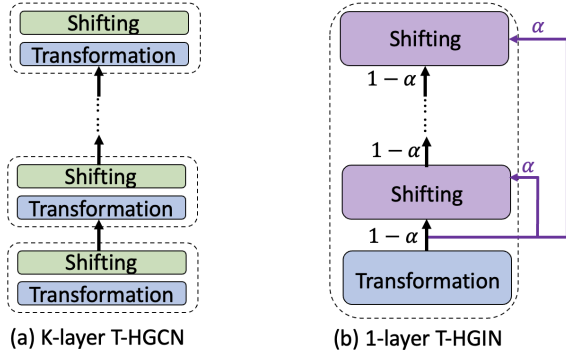 Shifting
Transformation
Shifting
Transformation
Shifting
Transformation
(a) K-layer T-HGCN
Shifting
α
1 − α
1 − α
α
Shifting
1 − α
Transformation
(b) 1-layer T-HGIN